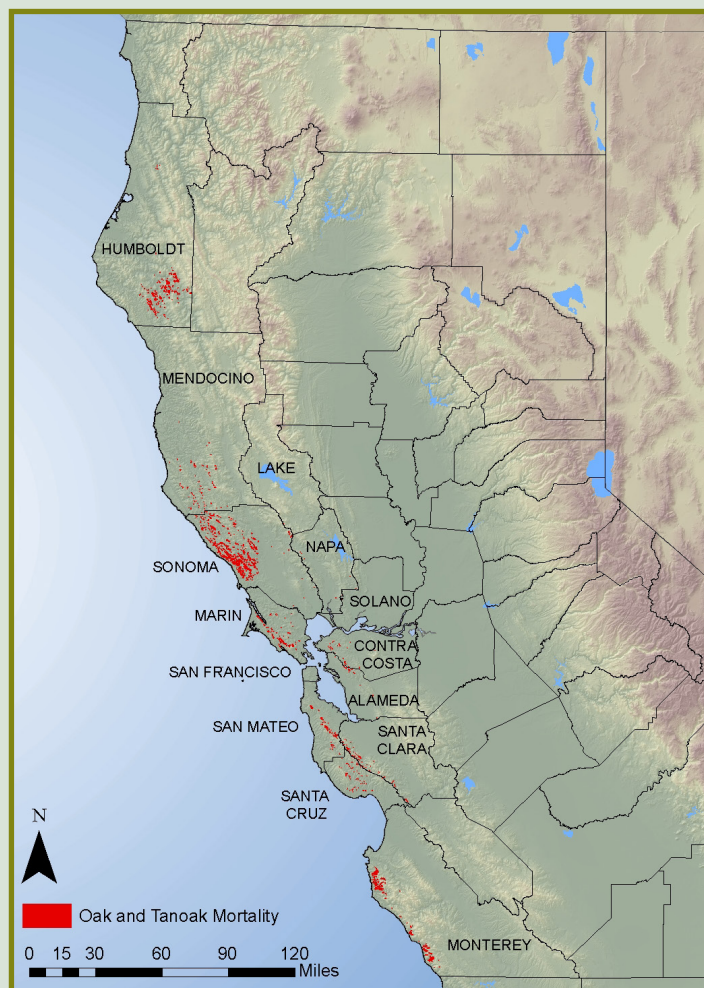 HUMBOLDT
MENDOCINO
LAKE
NAPA
SONOMA
SOLANO
MARIN
CONTRA
COSTA
SAN FRANCISCO
ALAMEDA
SAN MATEO
SANTA
CLARA
SANTA
CRUZ
N
Oak and Tanoak Mortality
MONTEREY
0 15 30 60 90 120
Miles